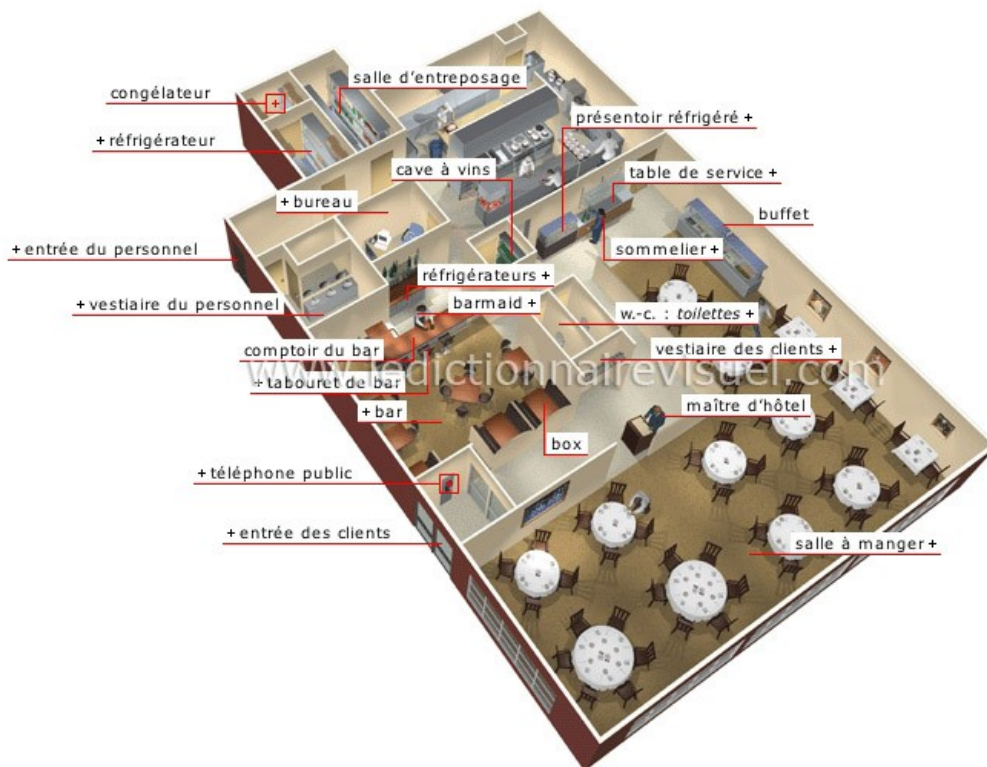 salle d'entreposage
congélateur
présentoir réfrigéré +
+ réfrigérateur
cave à vins
table de service +
+ bureau
buffet
+ entrée du personnel
sommelier +
réfrigérateurs +
+ vestiaire du personnel
barmaid +
w.-c. : toilettes +
comptoir du bar
vestiaire des clients +
www.ledictionnairevisuel.com
+ tabouret de bar
+ bar
maître d'hôtel
box
+ téléphone public
+ entrée des clients
salle à manger +